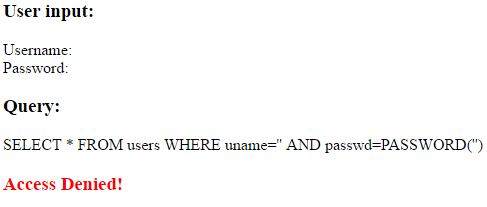 User input:
Username:
Password:
Query:
SELECT * FROM users WHERE uname='' AND passwd=PASSWORD('')
Access Denied!